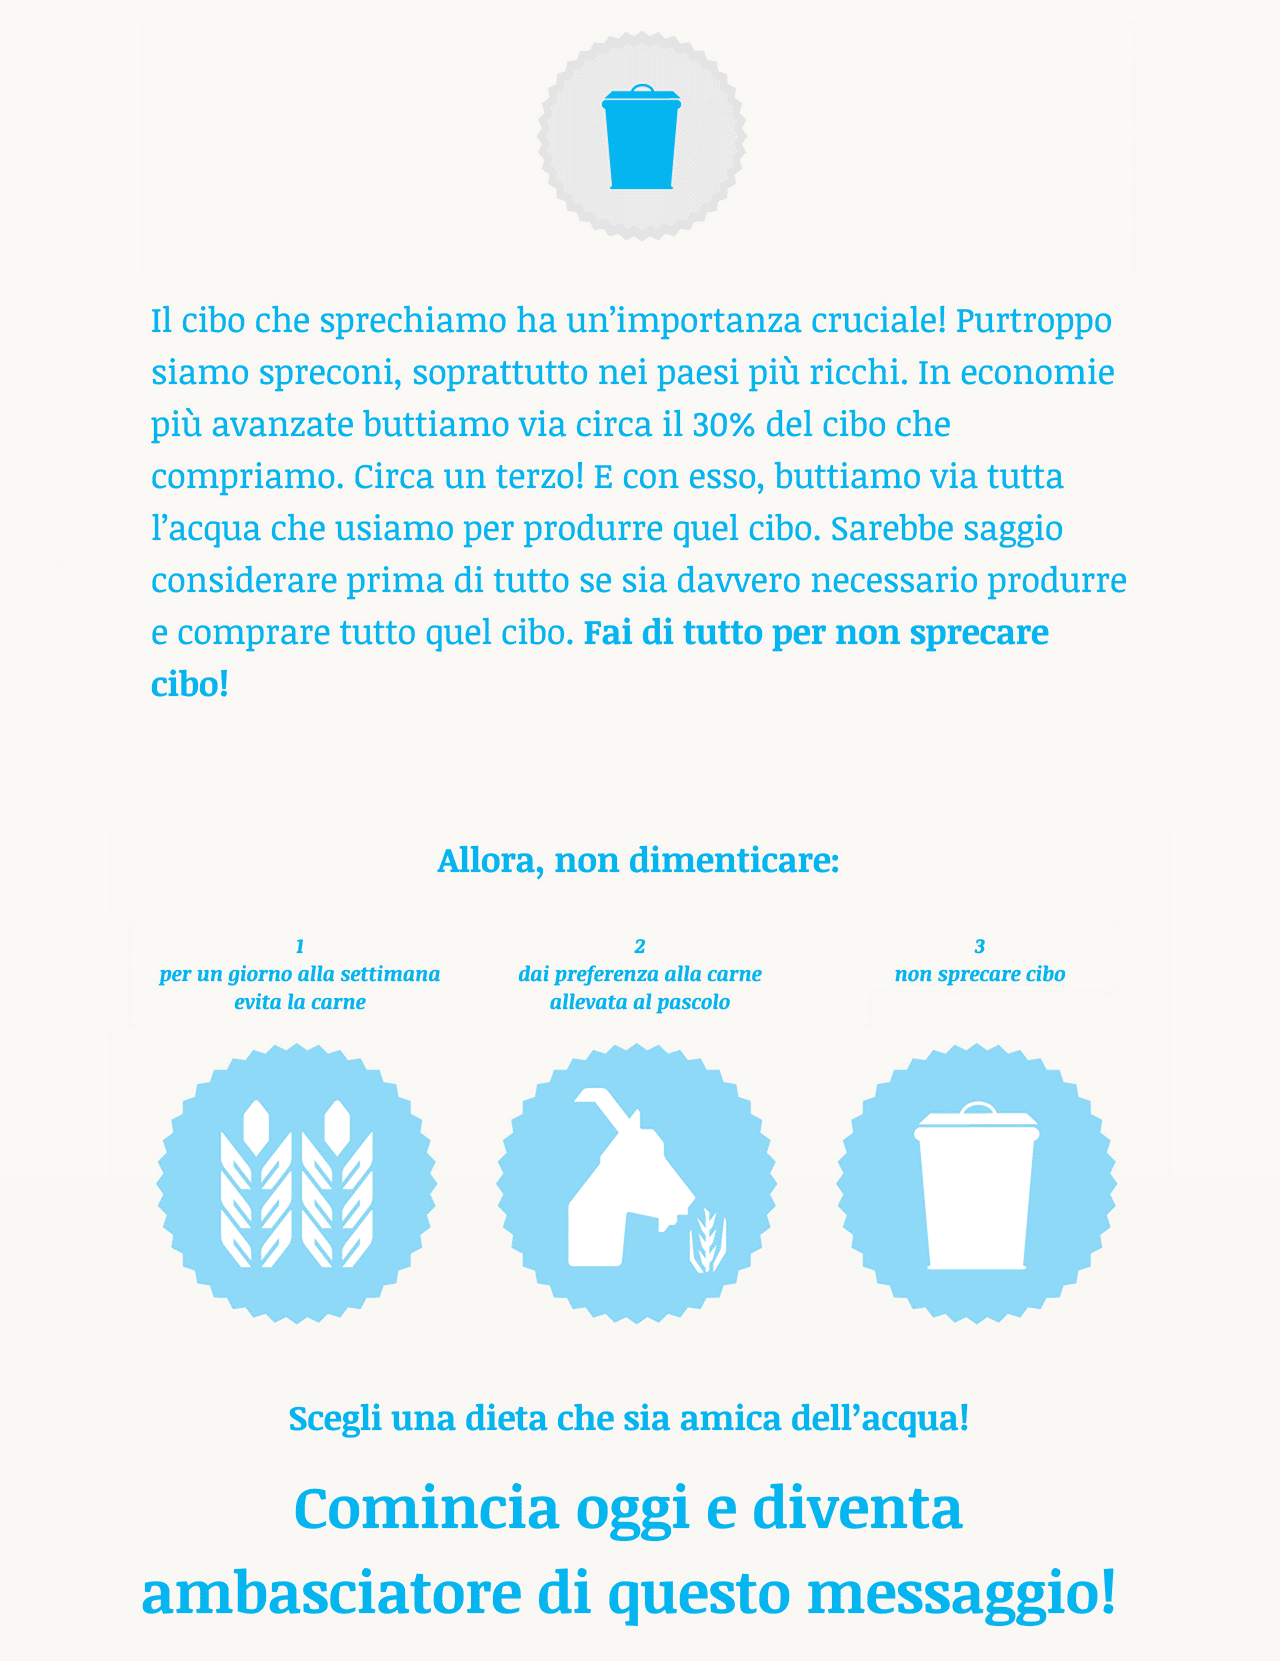 Il cibo che sprechiamo ha un’importanza cruciale! Purtroppo
siamo spreconi, soprattutto nei paesi più ricchi. In economie
più avanzate buttiamo via circa il 30% del cibo che
compriamo. Circa un terzo! E con esso, buttiamo via tutta
l’acqua che usiamo per produrre quel cibo. Sarebbe saggio
considerare prima di tutto se sia davvero necessario produrre
e comprare tutto quel cibo. Fai di tutto per non sprecare
cibo!
Allora, non dimenticare:
1
per un giorno alla settimana
evita la carne
2
dai preferenza alla carne
allevata al pascolo
3
non sprecare cibo
Scegli una dieta che sia amica dell’acqua!
Comincia oggi e diventa
ambasciatore di questo messaggio!